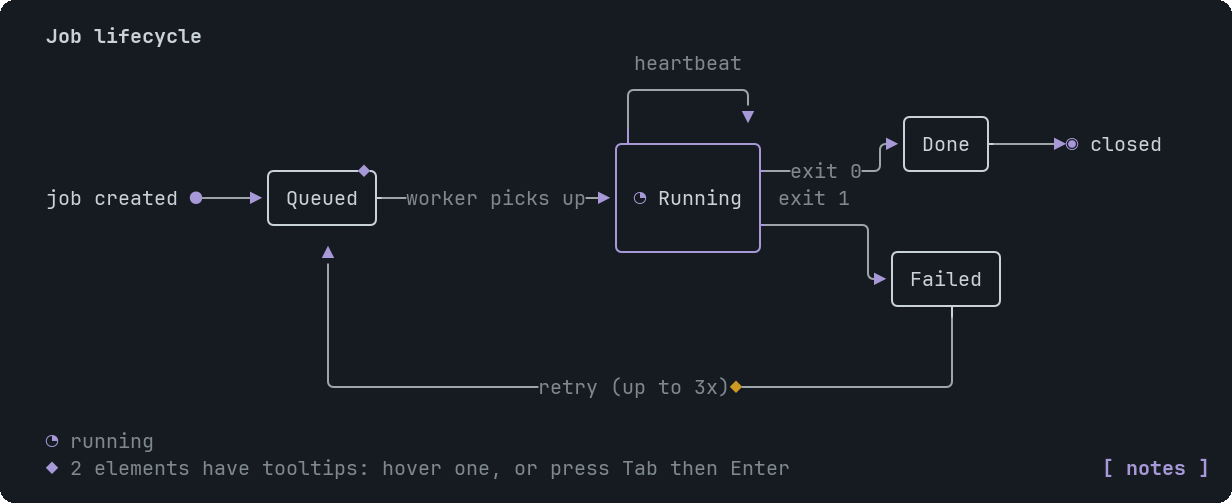 Job lifecycle
heartbeat
Done
closed
exit 0
job created
Queued
worker picks up
Running
exit 1
Failed
retry (up to 3x)
running
2 elements have tooltips: hover one, or press Tab then Enter
[ notes ]